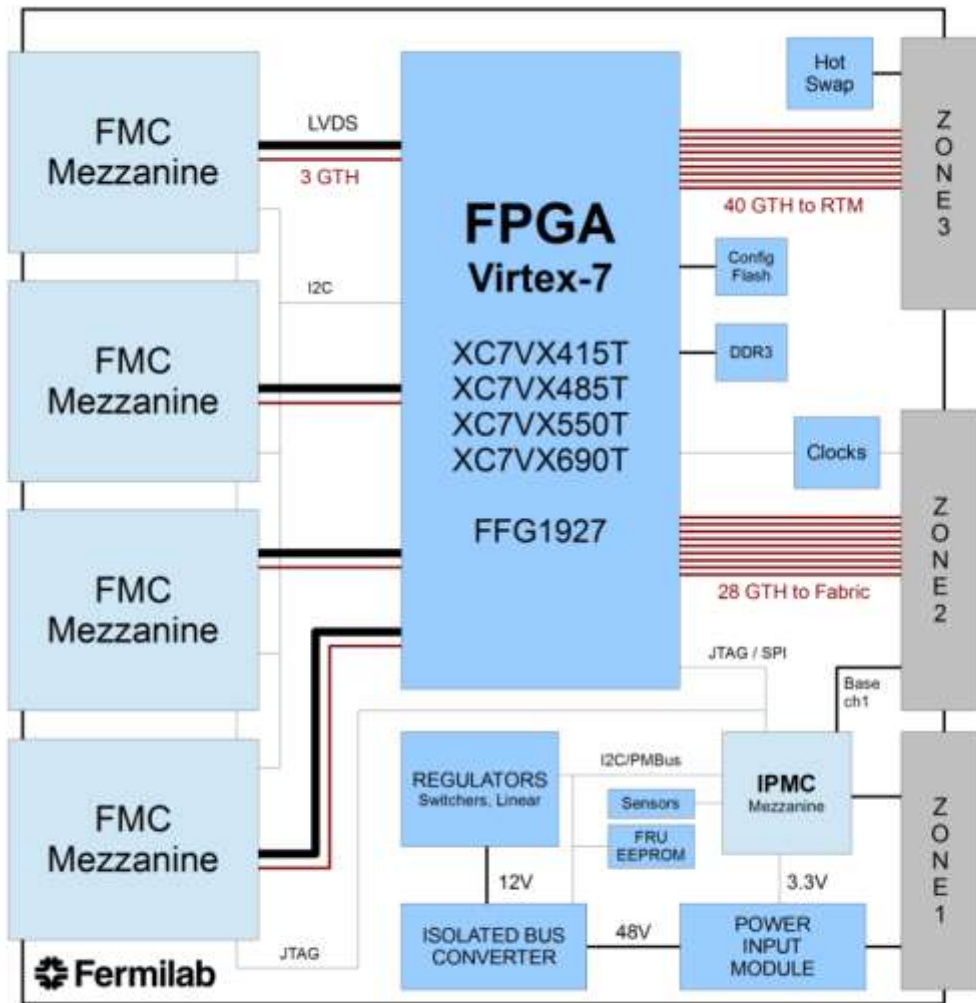 FMC
Mezzanine
LVDS
3 GTH
I2C
FMC
Mezzanine
FMC
Mezzanine
FMC
Mezzanine
JTAG
Fermilab
FPGA
Virtex-7
XC7VX415T
XC7VX485T
XC7VX550T
XC7VX690T
FFG1927
Hot
Swap
40 GTH to RTM
Config
Flash
DDR3
Clocks
28 GTH to Fabric
JTAG / SPI
Base
ch1
ZONE3
ZONE2
ZONE1
REGULATORS
Switchers, Linear
I2C/PMBus
Sensors
FRU
EEPROM
IPMC
Mezzanine
12V
3.3V
ISOLATED BUS
CONVERTER
48V
POWER
INPUT
MODULE